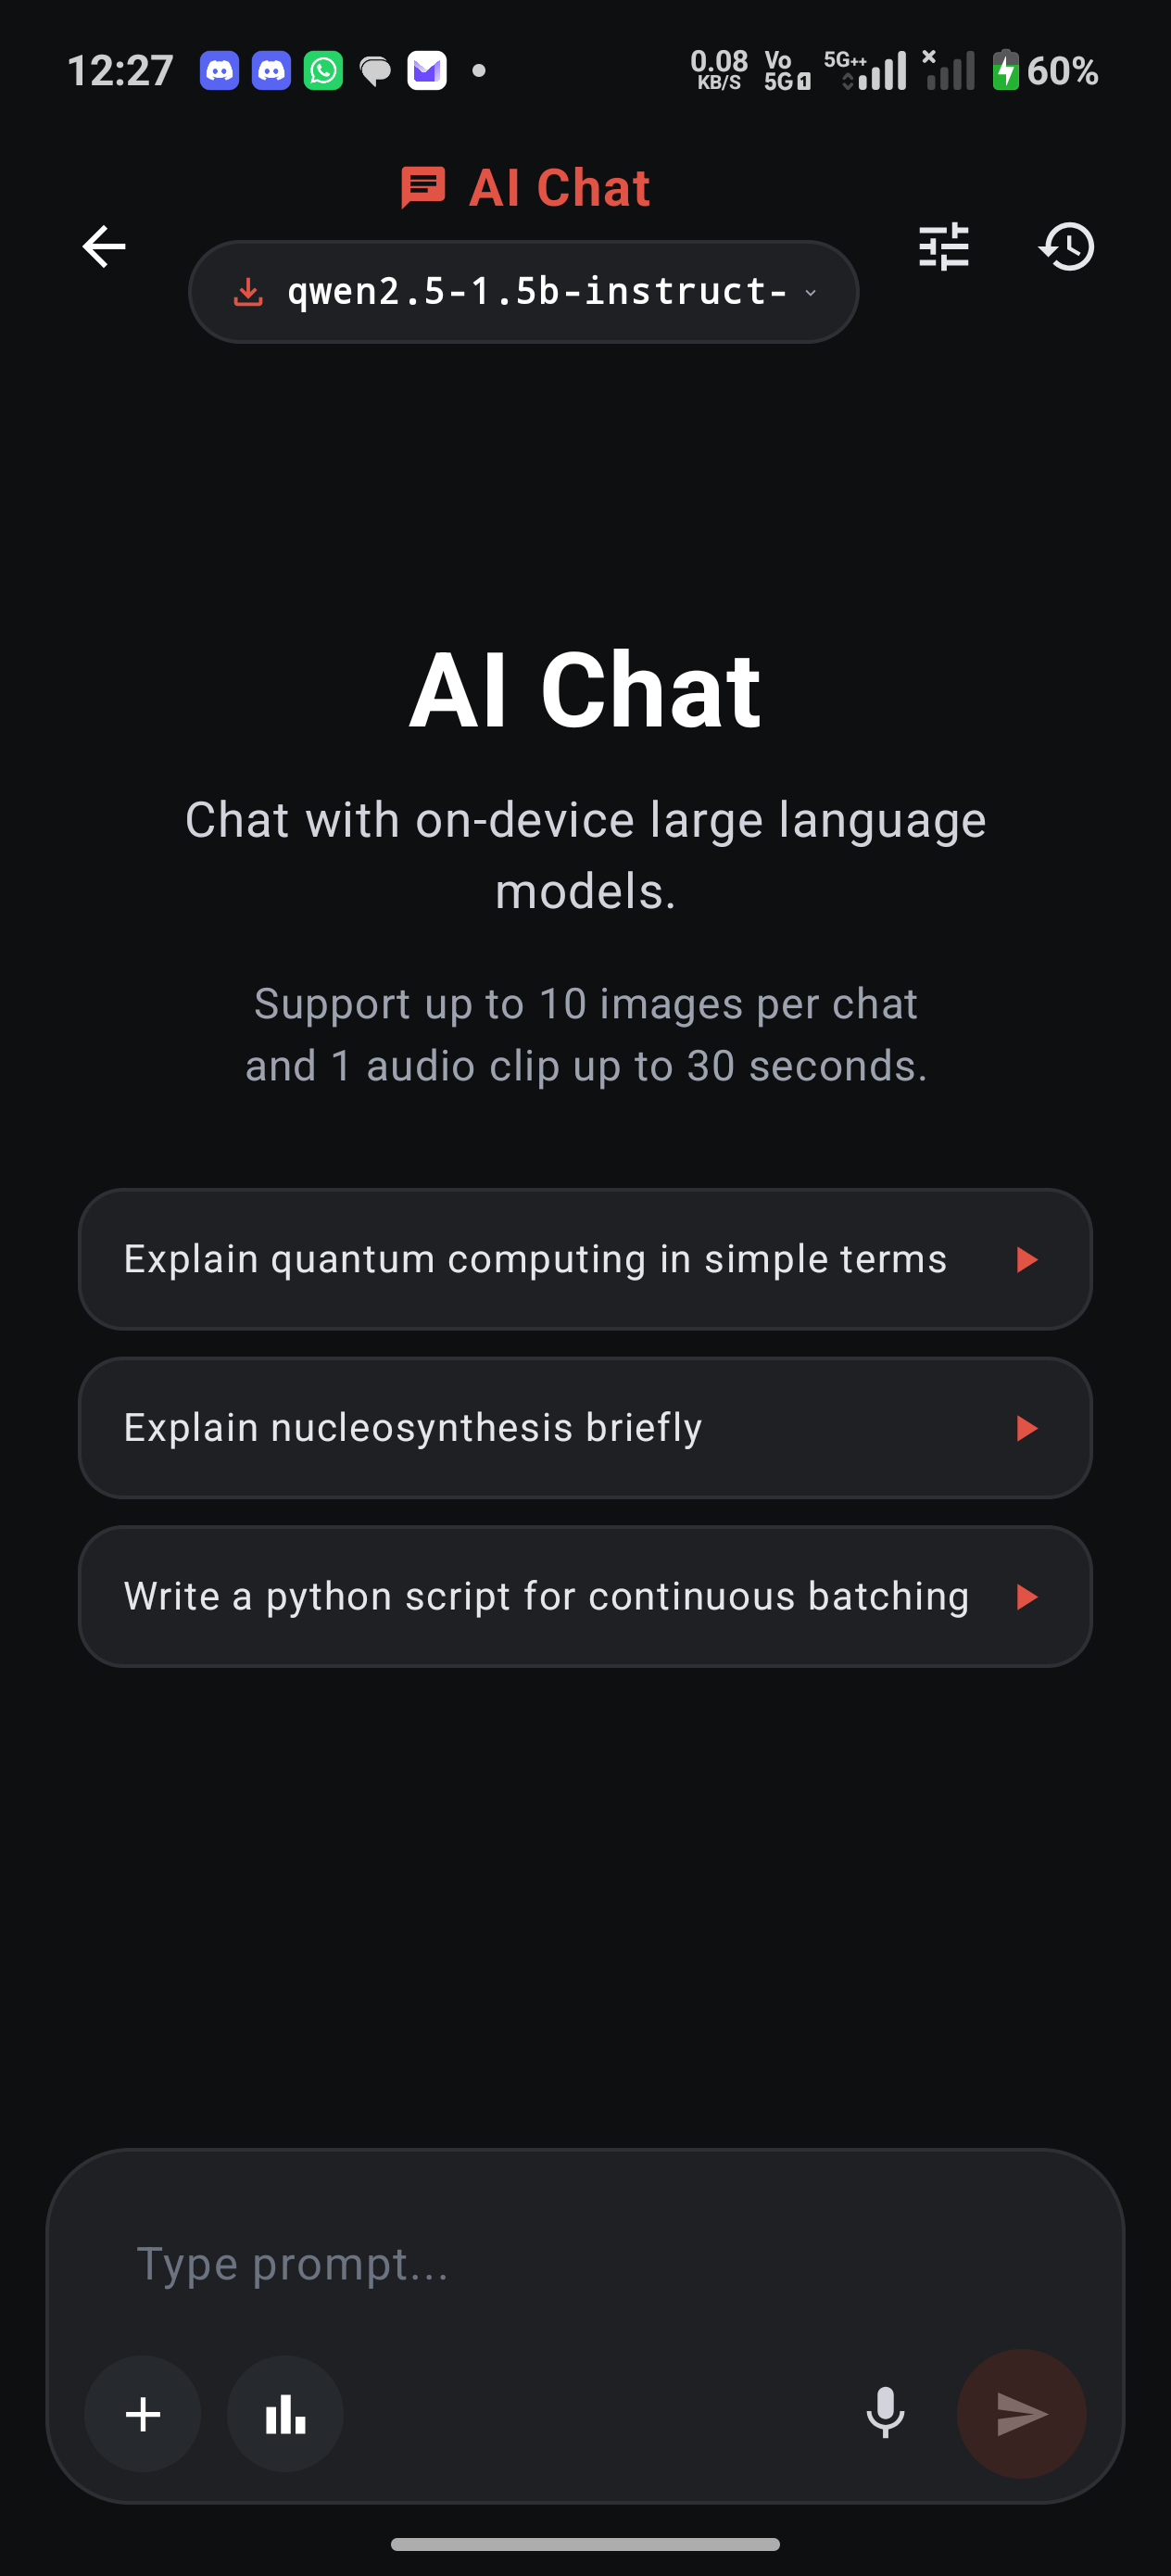 12:27
0.08 KB/S
Vo 5G 1
5G++
60%
AI Chat
qwen2.5-1.5b-instruct-
AI Chat
Chat with on-device large language
models.
Support up to 10 images per chat
and 1 audio clip up to 30 seconds.
Explain quantum computing in simple terms
Explain nucleosynthesis briefly
Write a python script for continuous batching
Type prompt...